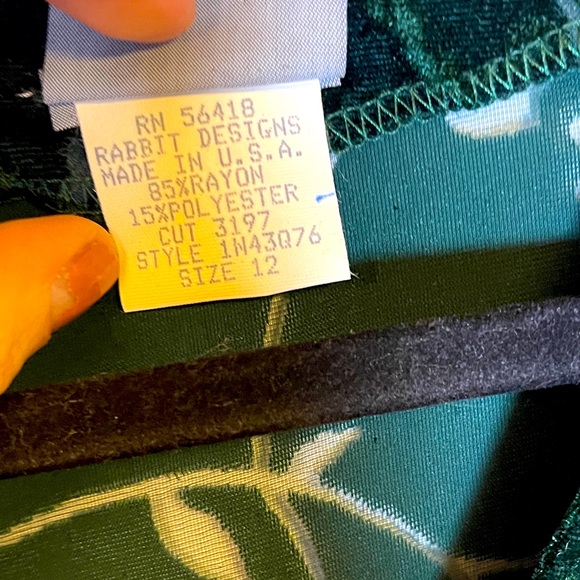 RN 56418
RABBIT DESIGNS
MADE IN U.S.A.
85%RAYON
15%POLYESTER
CUT 3197
STYLE 1N43Q76
SIZE 12